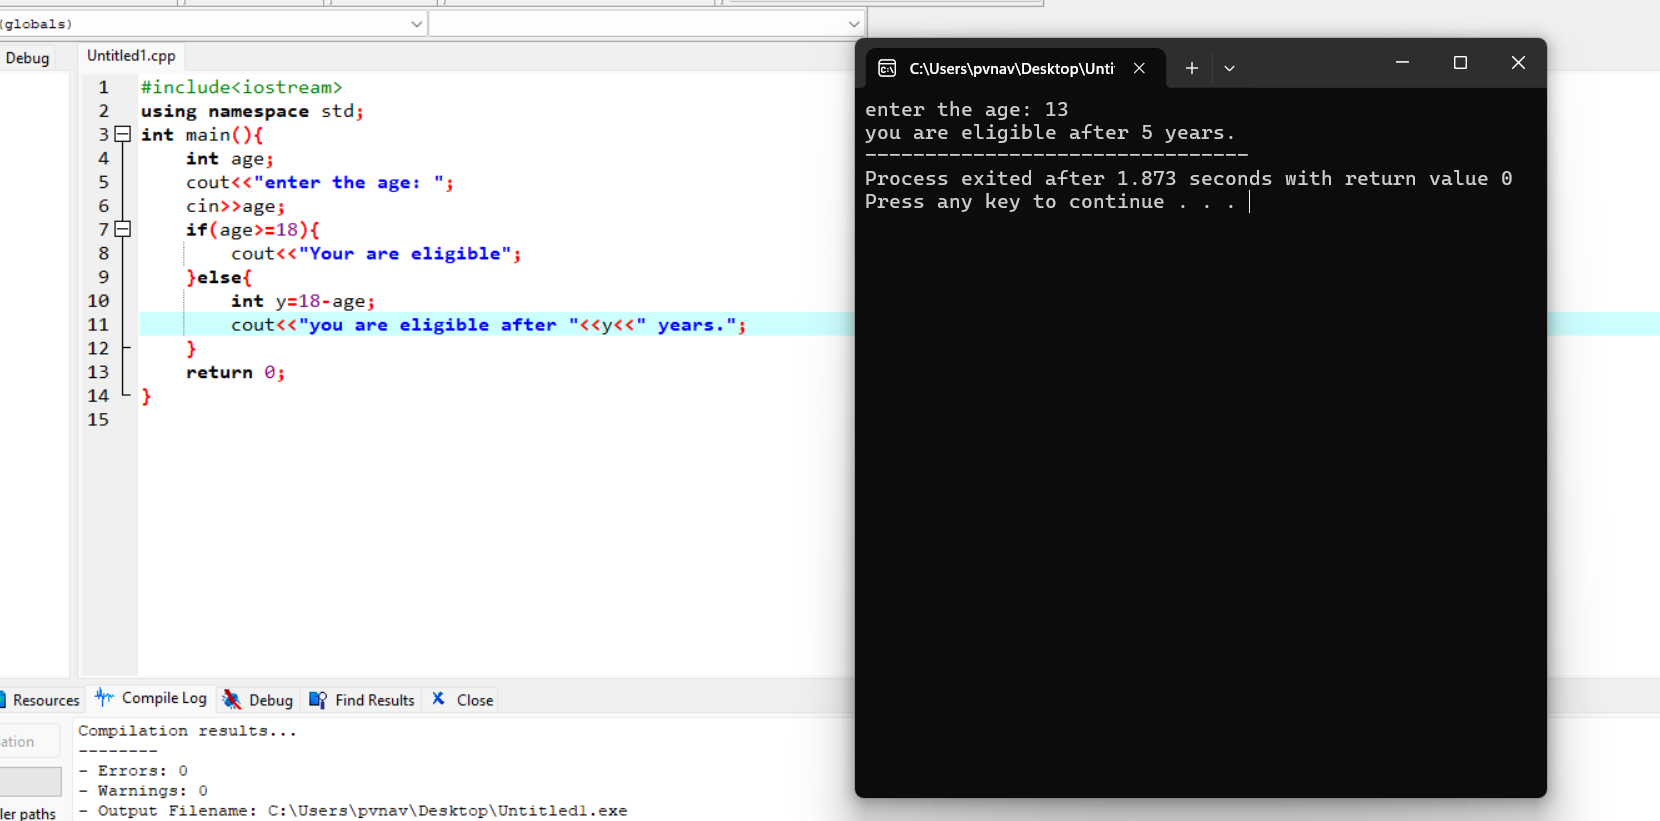 (globals)
Debug
Untitled1.cpp
1 #include<iostream>
2 using namespace std;
3 int main(){
4 int age;
5 cout<<"enter the age: ";
6 cin>>age;
7 if(age>=18){
8 cout<<"Your are eligible";
9 }else{
10 int y=18-age;
11 cout<<"you are eligible after "<<y<<" years.";
12 }
13 return 0;
14 }
15
C:\Users\pvnav\Desktop\Unti
enter the age: 13
you are eligible after 5 years.
--------------------------------
Process exited after 1.873 seconds with return value 0
Press any key to continue . . .
Resources Compile Log Debug Find Results Close
Compilation results...
--------
- Errors: 0
- Warnings: 0
- Output Filename: C:\Users\pvnav\Desktop\Untitled1.exe
ation
ler paths